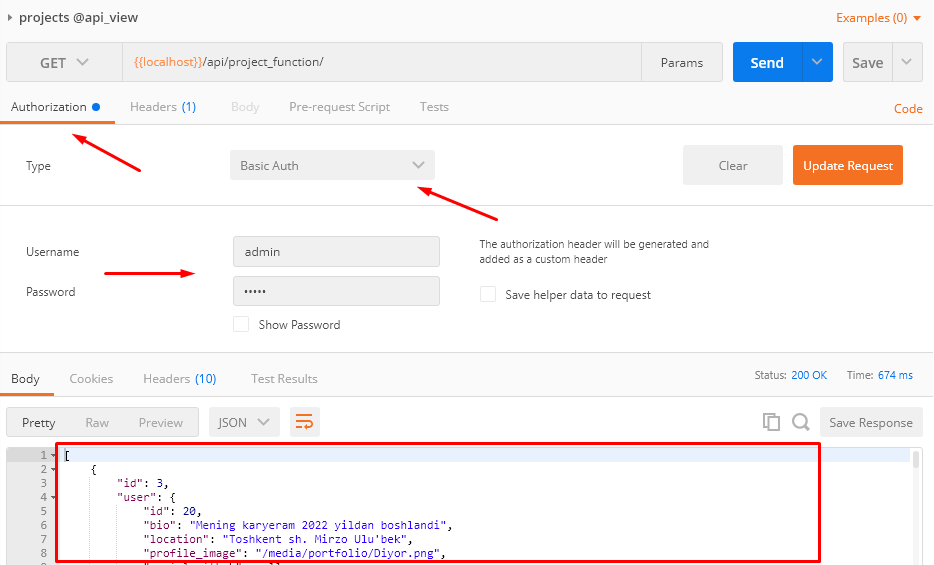 projects @api_view Examples (0)
GET {{localhost}}/api/project_function/ Params Send Save
Authorization Headers (1) Body Pre-request Script Tests Code
Type Basic Auth Clear Update Request
Username admin The authorization header will be generated and
added as a custom header
Password ••••• Save helper data to request
Show Password
Body Cookies Headers (10) Test Results Status: 200 OK Time: 674 ms
Pretty Raw Preview JSON Save Response
1 [
2 {
3 "id": 3,
4 "user": {
5 "id": 20,
6 "bio": "Mening karyeram 2022 yildan boshlandi",
7 "location": "Toshkent sh. Mirzo Ulu'bek",
8 "profile_image": "/media/portfolio/Diyor.png",